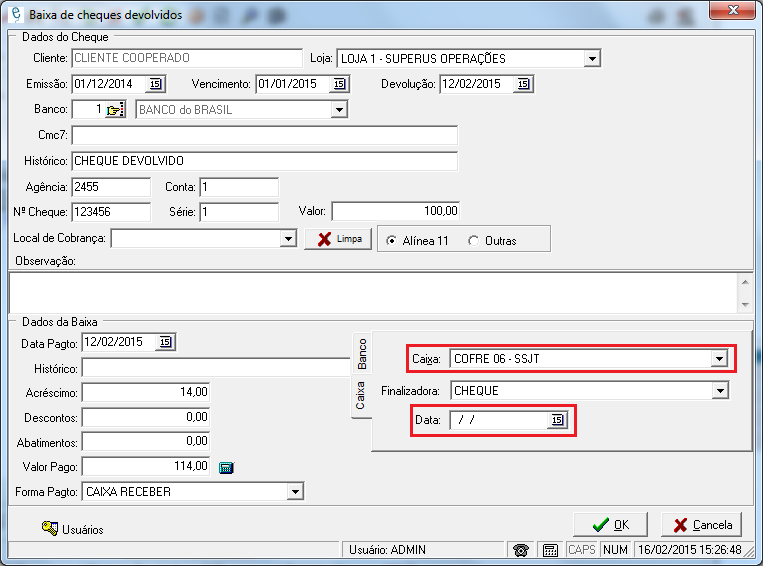 Baixa de cheques devolvidos
Dados do Cheque
Cliente: CLIENTE COOPERADO Loja: LOJA 1 - SUPERUS OPERAÇÕES
Emissão: 01/12/2014 15 Vencimento: 01/01/2015 15 Devolução: 12/02/2015 15
Banco: 1 BANCO do BRASIL
Cmc7:
Histórico: CHEQUE DEVOLVIDO
Agência: 2455 Conta: 1
Nº Cheque: 123456 Série: 1 Valor: 100,00
Local de Cobrança: Limpa Alínea 11 Outras
Observação:
Dados da Baixa
Data Pagto: 12/02/2015 15
Histórico:
Acréscimo: 14,00
Descontos: 0,00
Abatimentos: 0,00
Valor Pago: 114,00
Forma Pagto: CAIXA RECEBER
Banco
Caixa
Caixa: COFRE 06 - SSJT
Finalizadora: CHEQUE
Data: / / 15
Usuários
OK Cancela
Usuário: ADMIN CAPS NUM 16/02/2015 15:26:48